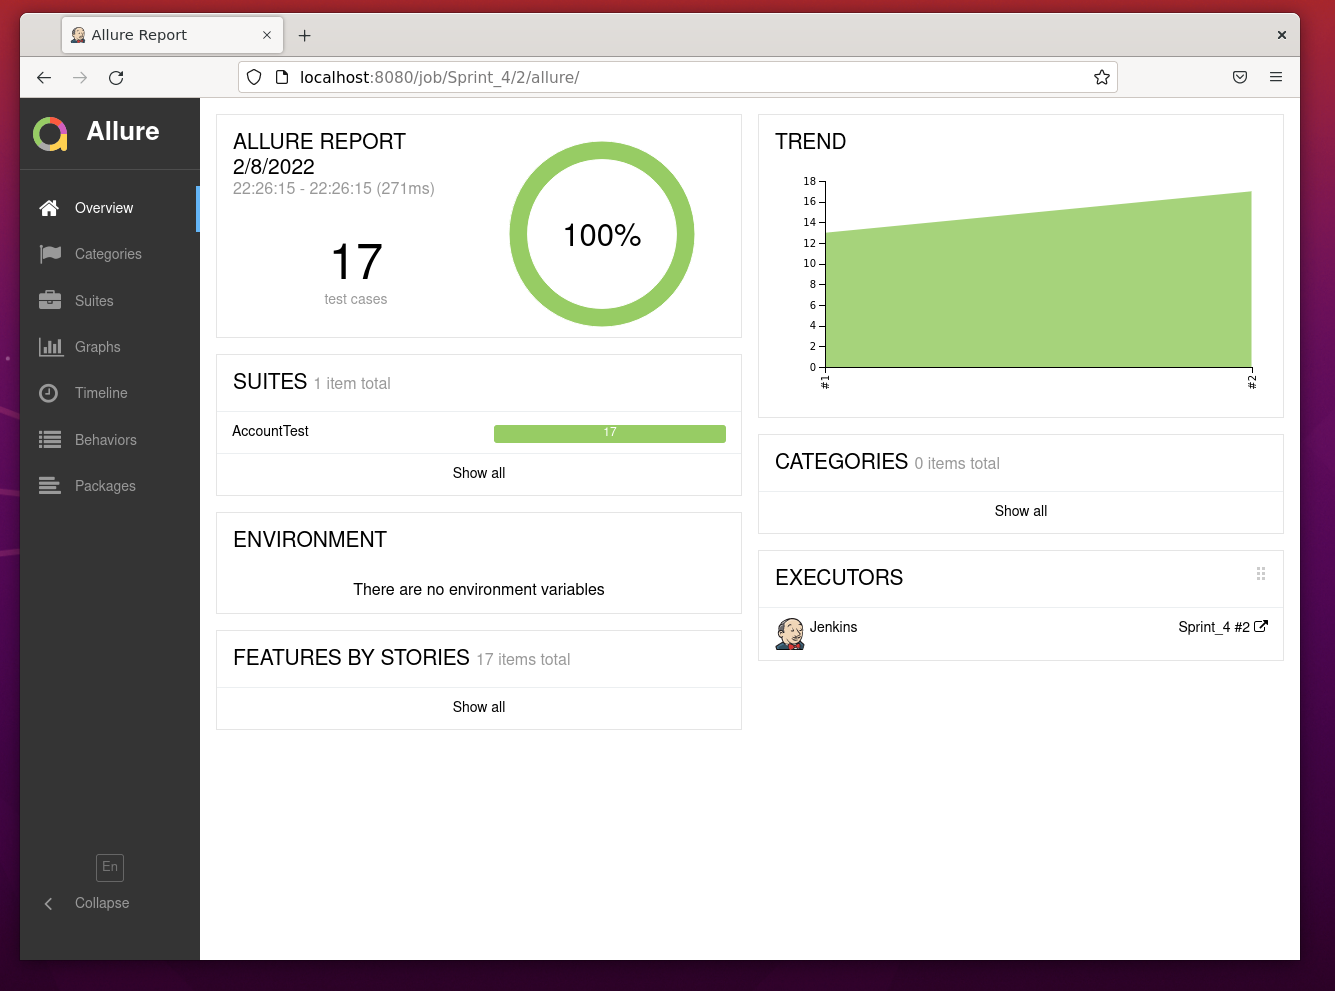 Allure Report
localhost:8080/job/Sprint_4/2/allure/
Allure
Overview
Categories
Suites
Graphs
Timeline
Behaviors
Packages
En
Collapse
ALLURE REPORT
2/8/2022
22:26:15 - 22:26:15 (271ms)
17
test cases
100%
SUITES 1 item total
AccountTest 17
Show all
ENVIRONMENT
There are no environment variables
FEATURES BY STORIES 17 items total
Show all
TREND
18
16
14
12
10
8
6
4
2
0
#1
#2
CATEGORIES 0 items total
Show all
EXECUTORS
Jenkins Sprint_4 #2